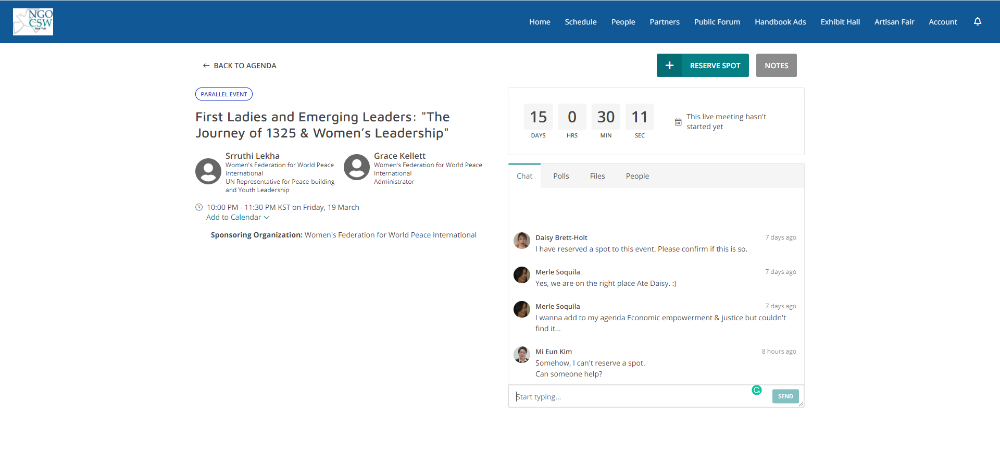 NGO
CSW
New York
Home Schedule People Partners Public Forum Handbook Ads Exhibit Hall Artisan Fair Account
← BACK TO AGENDA
+ RESERVE SPOT
NOTES
PARALLEL EVENT
First Ladies and Emerging Leaders: "The
Journey of 1325 & Women’s Leadership"
Srruthi Lekha
Women's Federation for World Peace
International
UN Representative for Peace-building
and Youth Leadership
Grace Kellett
Women's Federation for World Peace
International
Administrator
10:00 PM - 11:30 PM KST on Friday, 19 March
Add to Calendar
Sponsoring Organization: Women's Federation for World Peace International
15 0 30 11
DAYS HRS MIN SEC
This live meeting hasn't
started yet
Chat Polls Files People
Daisy Brett-Holt 7 days ago
I have reserved a spot to this event. Please confirm if this is so.
Merle Soquila 7 days ago
Yes, we are on the right place Ate Daisy. :)
Merle Soquila 7 days ago
I wanna add to my agenda Economic empowerment & justice but couldn't
find it...
Mi Eun Kim 8 hours ago
Somehow, I can't reserve a spot.
Can someone help?
Start typing...
SEND